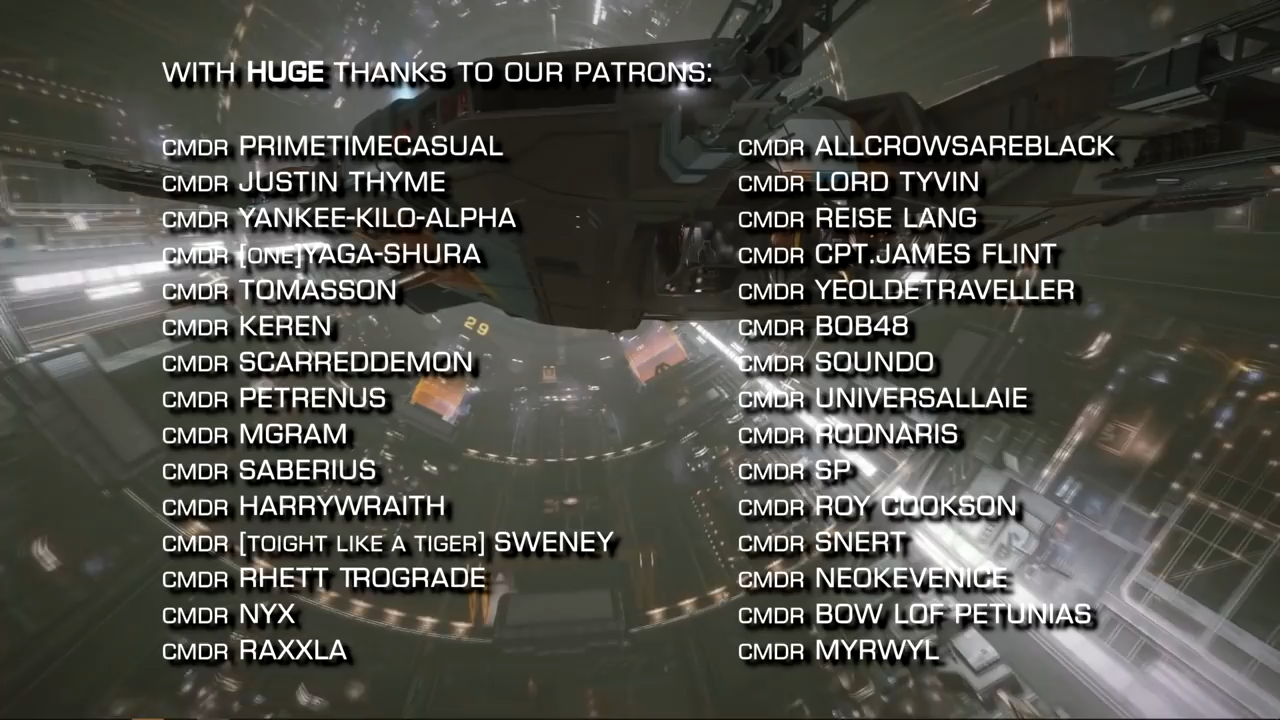 WITH HUGE THANKS TO OUR PATRONS:
CMDR PRIMETIMECASUAL
CMDR JUSTIN THYME
CMDR YANKEE-KILO-ALPHA
CMDR [ONE]YAGA-SHURA
CMDR TOMASSON
CMDR KEREN
CMDR SCARREDDEMON
CMDR PETRENUS
CMDR MGRAM
CMDR SABERIUS
CMDR HARRYWRAITH
CMDR [TOIGHT LIKE A TIGER] SWENEY
CMDR RHETT TROGRADE
CMDR NYX
CMDR RAXXLA
CMDR ALLCROWSAREBLACK
CMDR LORD TYVIN
CMDR REISE LANG
CMDR CPT.JAMES FLINT
CMDR YEOLDETRAVELLER
CMDR BOB48
CMDR SOUNDO
CMDR UNIVERSALLAIE
CMDR RODNARIS
CMDR SP
CMDR ROY COOKSON
CMDR SNERT
CMDR NEOKEVENICE
CMDR BOW LOF PETUNIAS
CMDR MYRWYL
29